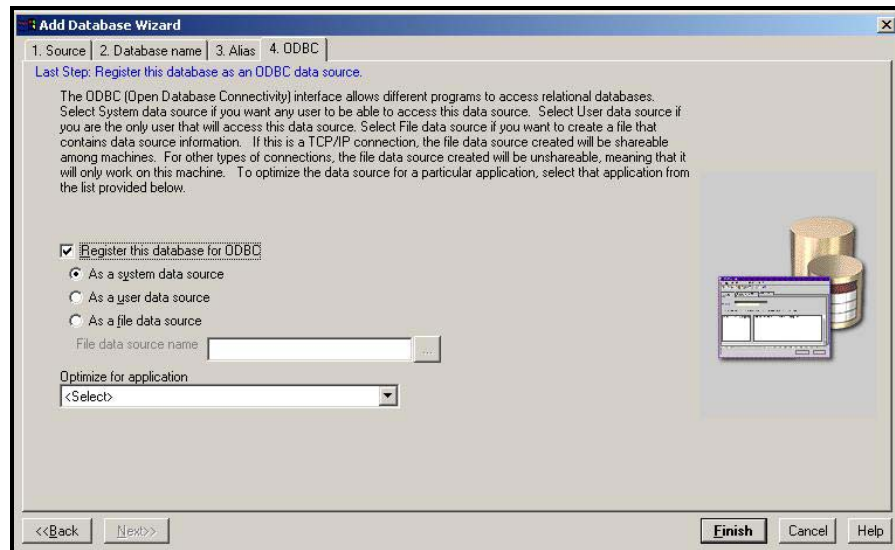 Add Database Wizard
1. Source 2. Database name 3. Alias 4. ODBC
Last Step: Register this database as an ODBC data source.
The ODBC (Open Database Connectivity) interface allows different programs to access relational databases.
Select System data source if you want any user to be able to access this data source. Select User data source if
you are the only user that will access this data source. Select File data source if you want to create a file that
contains data source information. If this is a TCP/IP connection, the file data source created will be shareable
among machines. For other types of connections, the file data source created will be unshareable, meaning that it
will only work on this machine. To optimize the data source for a particular application, select that application from
the list provided below.
Register this database for ODBC
As a system data source
As a user data source
As a file data source
File data source name ...
Optimize for application
<Select>
<<Back Next>> Finish Cancel Help